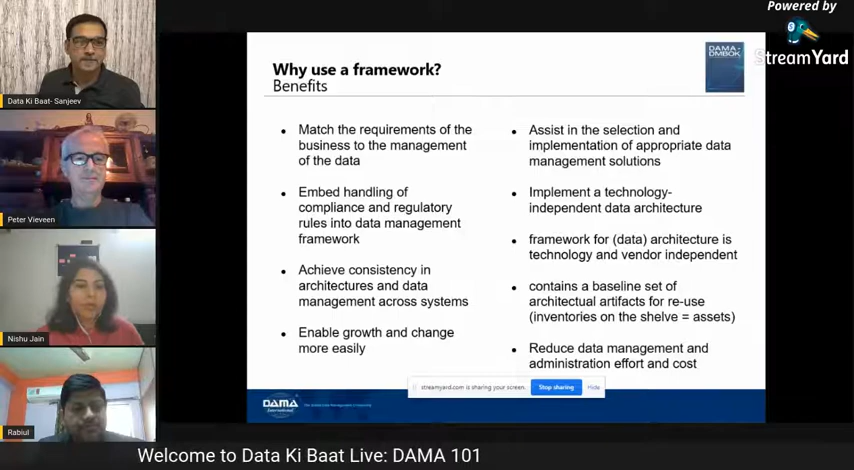 Powered by
StreamYard
Data Ki Baat- Sanjeev
Peter Vieveen
Nishu Jain
Rabiul
DAMA-
DMBOK
Why use a framework?
Benefits
• Match the requirements of the
business to the management
of the data
• Embed handling of
compliance and regulatory
rules into data management
framework
• Achieve consistency in
architectures and data
management across systems
• Enable growth and change
more easily
• Assist in the selection and
implementation of appropriate data
management solutions
• Implement a technology-
independent data architecture
• framework for (data) architecture is
technology and vendor independent
• contains a baseline set of
architectual artifacts for re-use
(inventories on the shelve = assets)
• Reduce data management and
administration effort and cost
streamyard.com is sharing your screen.
Stop sharing
Hide
DAMA
International
Welcome to Data Ki Baat Live: DAMA 101